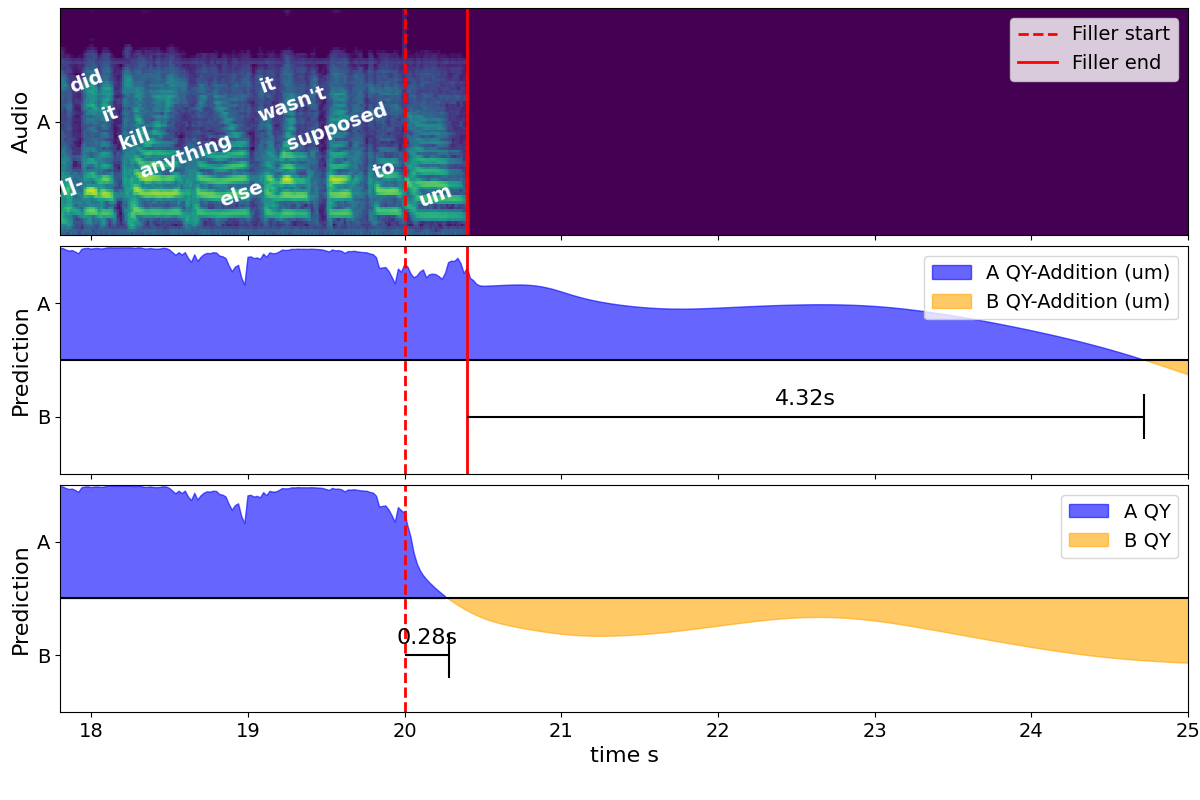 Audio
A
did
it
kill
anything
else
it
wasn't
supposed
to
um
Filler start
Filler end
Prediction
A
B
A QY-Addition (um)
B QY-Addition (um)
4.32s
Prediction
A
B
A QY
B QY
0.28s
18 19 20 21 22 23 24 25
time s